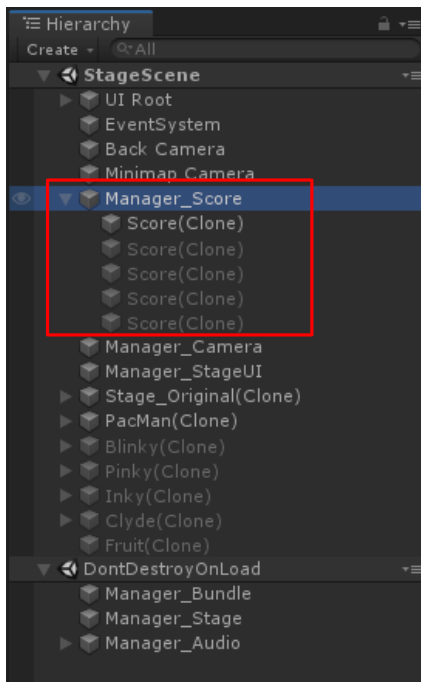 Hierarchy
Create All
StageScene
UI Root
EventSystem
Back Camera
Minimap Camera
Manager_Score
Score(Clone)
Score(Clone)
Score(Clone)
Score(Clone)
Score(Clone)
Manager_Camera
Manager_StageUI
Stage_Original(Clone)
PacMan(Clone)
Blinky(Clone)
Pinky(Clone)
Inky(Clone)
Clyde(Clone)
Fruit(Clone)
DontDestroyOnLoad
Manager_Bundle
Manager_Stage
Manager_Audio